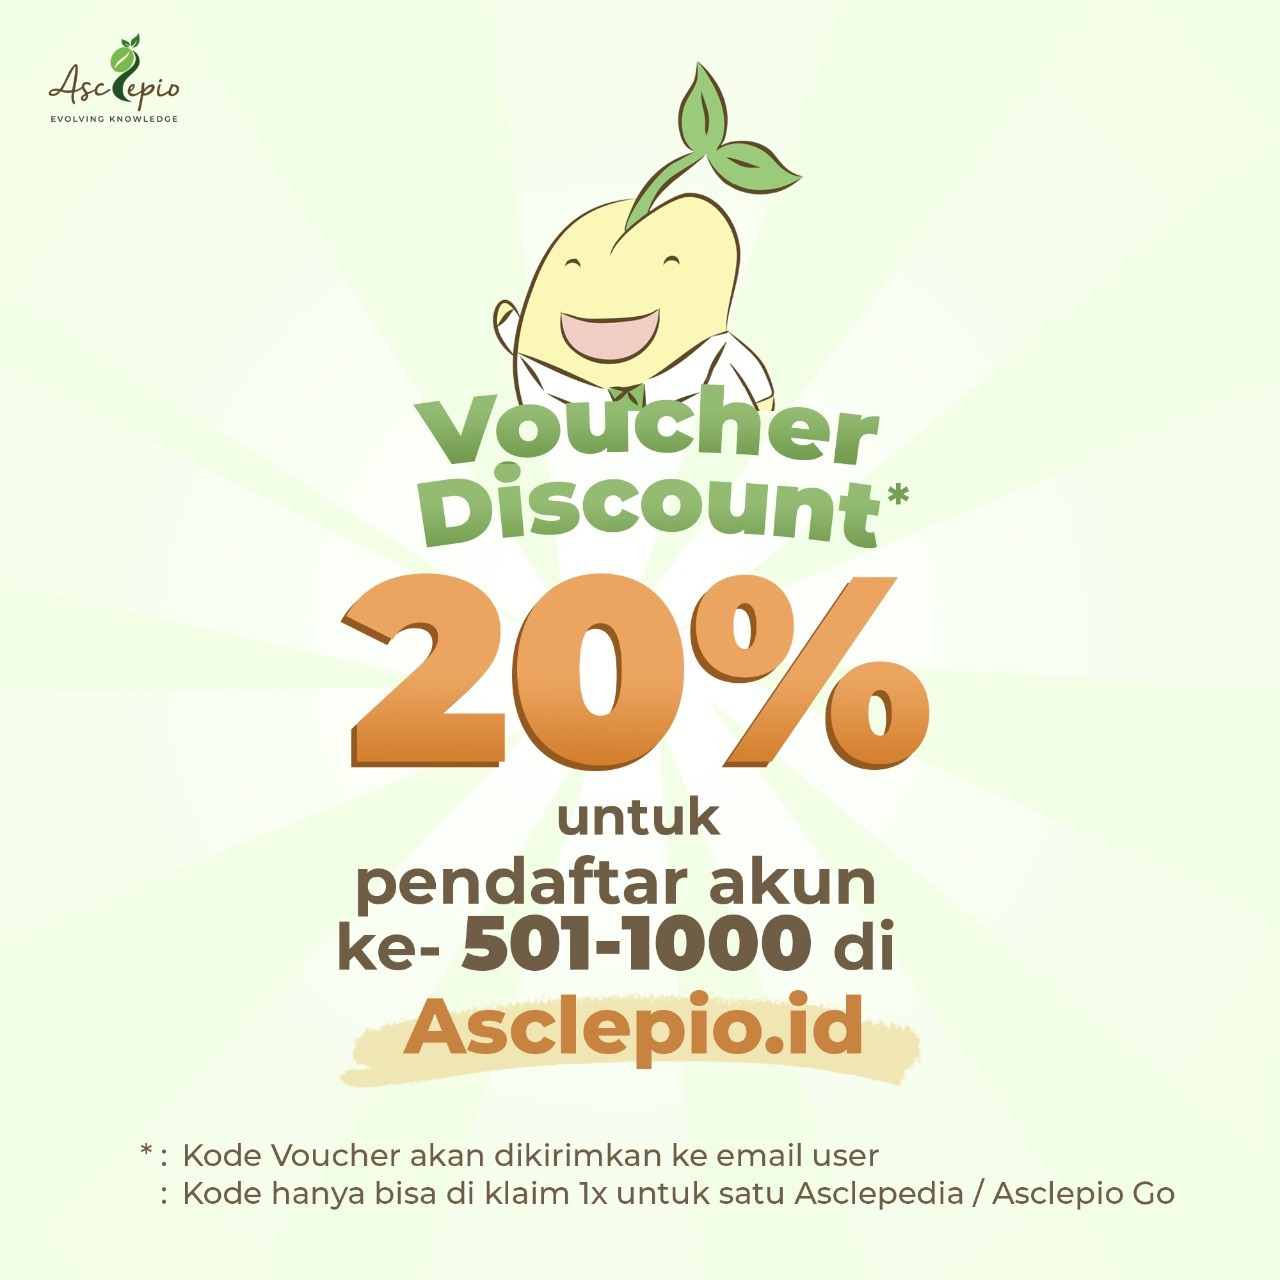 Asclepio
EVOLVING KNOWLEDGE
Voucher
Discount*
20%
untuk
pendaftar akun
ke- 501-1000 di
Asclepio.id
* : Kode Voucher akan dikirimkan ke email user
: Kode hanya bisa di klaim 1x untuk satu Asclepedia / Asclepio Go